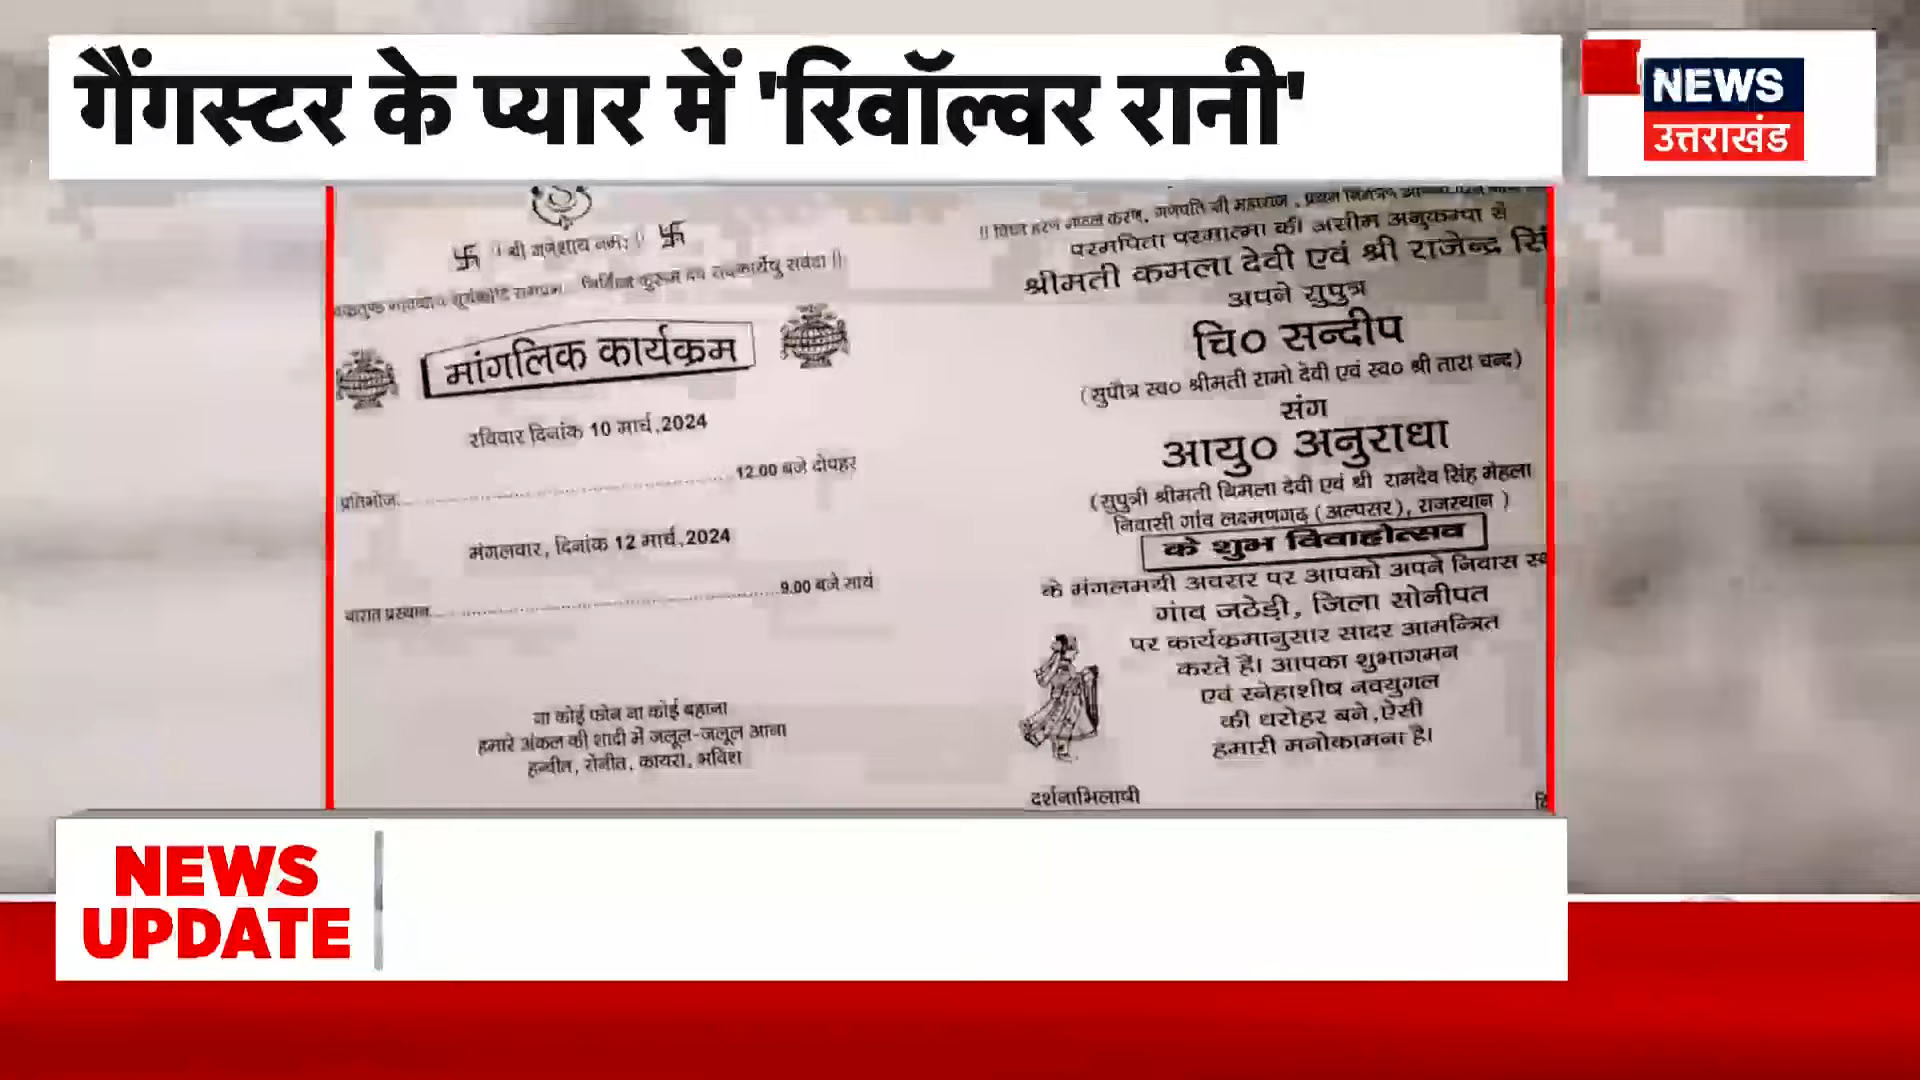 गैंगस्टर के प्यार में 'रिवॉल्वर रानी'
NEWS
उत्तराखंड
मांगलिक कार्यक्रम
रविवार दिनांक 10 मार्च,2024
प्रतिभोज 12.00 बजे दोपहर
मंगलवार, दिनांक 12 मार्च,2024
बारात प्रस्थान 9.00 बजे सायं
ना कोई फोन ना कोई बहाना
हमारे अंकल की शादी में जलूल-जलूल आना
रोनीत, कायरा, भविश
परमपिता परमात्मा की असीम अनुकम्पा से
श्रीमती कमला देवी एवं श्री राजेन्द्र
अपने सुपुत्र
चि० सन्दीप
(सुपौत्र स्व० श्रीमती रामो देवी एवं स्व० श्री तारा चन्द)
संग
आयु० अनुराधा
(सुपुत्री श्रीमती बिमला देवी एवं श्री रामदेव सिंह मेहला
निवासी गांव लक्ष्मणगढ़ (अल्पसर), राजस्थान )
के शुभ विवाहोत्सव
के मंगलमयी अवसर पर आपको अपने निवास
गांव जठेड़ी, जिला सोनीपत
पर कार्यक्रमानुसार सादर आमन्त्रित
करते हैं। आपका शुभागमन
एवं स्नेहाशीष नवयुगल
की धरोहर बने,ऐसी
हमारी मनोकामना है।
दर्शनाभिलाषी
NEWS
UPDATE